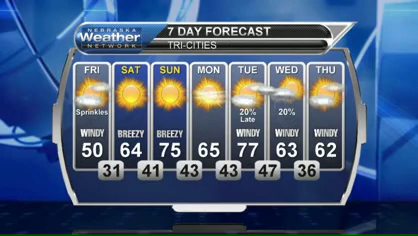 NEBRASKA
Weather
NETWORK
7 DAY FORECAST
TRI-CITIES
FRI SAT SUN MON TUE WED THU
Sprinkles 20% Late 20%
WINDY BREEZY BREEZY WINDY WINDY WINDY
50 64 75 65 77 63 62
31 41 43 43 47 36